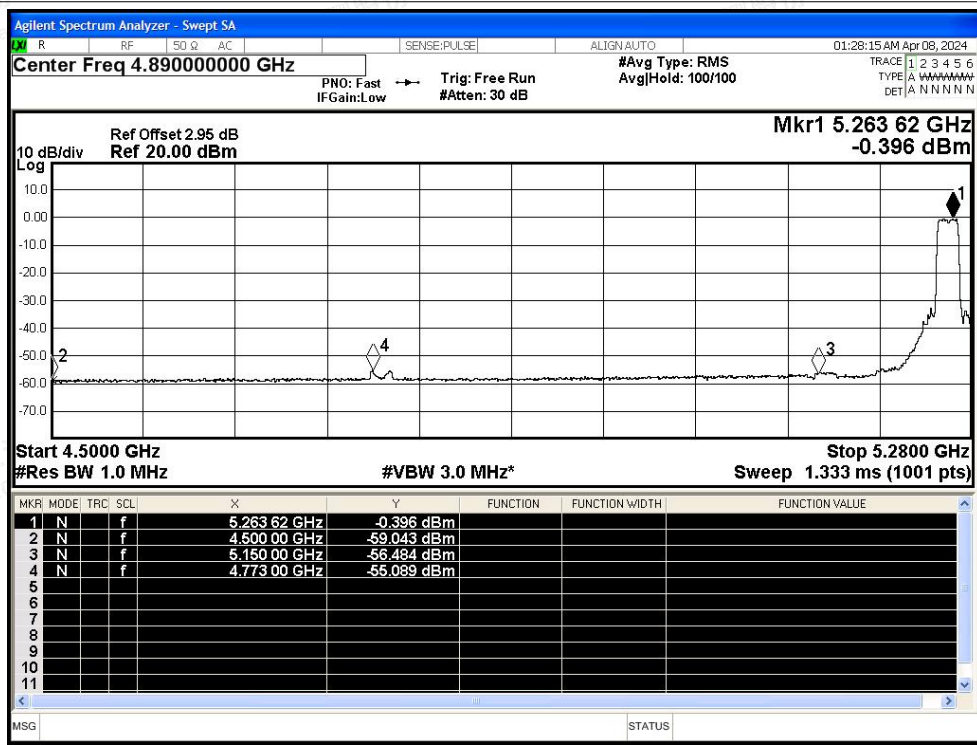 Agilent Spectrum Analyzer - Swept SA
LXI R RF 50 Ω AC SENSE:PULSE ALIGN AUTO 01:28:15 AM Apr 08, 2024
Center Freq 4.890000000 GHz
PNO: Fast
IFGain:Low
Trig: Free Run
#Atten: 30 dB
#Avg Type: RMS
Avg|Hold: 100/100
TRACE 1 2 3 4 5 6
TYPE A WWWWW
DET A N N N N N
Mkr1 5.263 62 GHz
-0.396 dBm
Ref Offset 2.95 dB
10 dB/div Ref 20.00 dBm
Log
10.0
0.00
-10.0
-20.0
-30.0
-40.0
-50.0
-60.0
-70.0
1
2
4
3
Start 4.5000 GHz Stop 5.2800 GHz
#Res BW 1.0 MHz #VBW 3.0 MHz* Sweep 1.333 ms (1001 pts)
MKR MODE TRC SCL X Y FUNCTION FUNCTION WIDTH FUNCTION VALUE
1 N f 5.263 62 GHz -0.396 dBm
2 N f 4.500 00 GHz -59.043 dBm
3 N f 5.150 00 GHz -56.484 dBm
4 N f 4.773 00 GHz -55.089 dBm
5
6
7
8
9
10
11
MSG STATUS